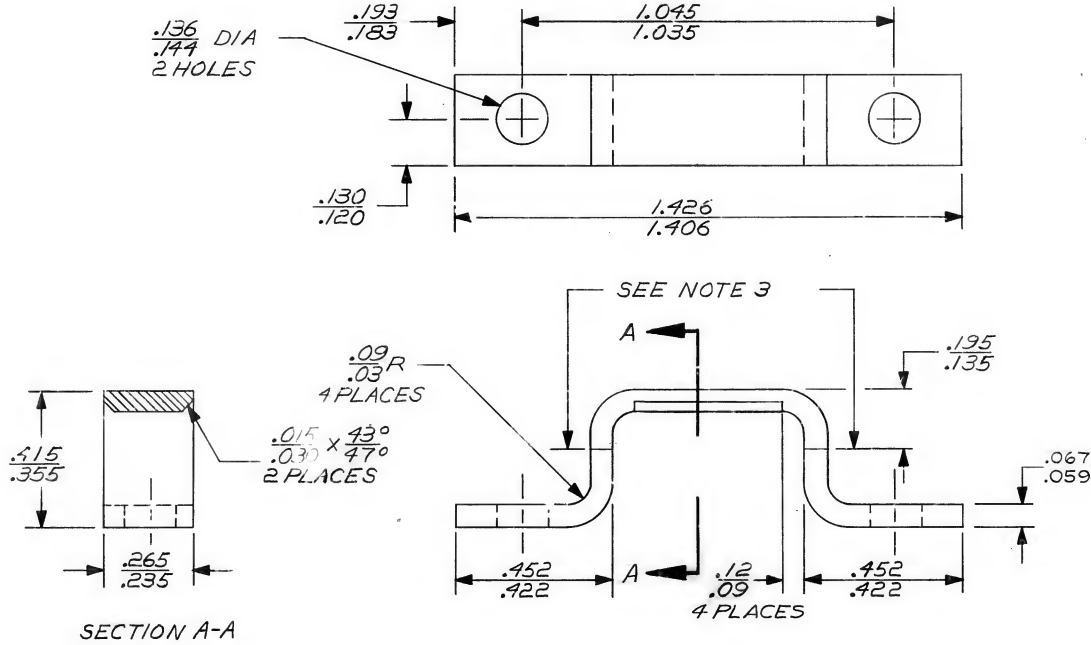 .193
.183
1.045
1.035
.136
.144 DIA
2 HOLES
.130
.120
1.426
1.406
SEE NOTE 3
A
.195
.135
.09
.03 R
4 PLACES
.015
.030 × 43°
47°
2 PLACES
.415
.355
.067
.059
.265
.235
.452
.422
A
.12
.09
4 PLACES
.452
.422
SECTION A-A